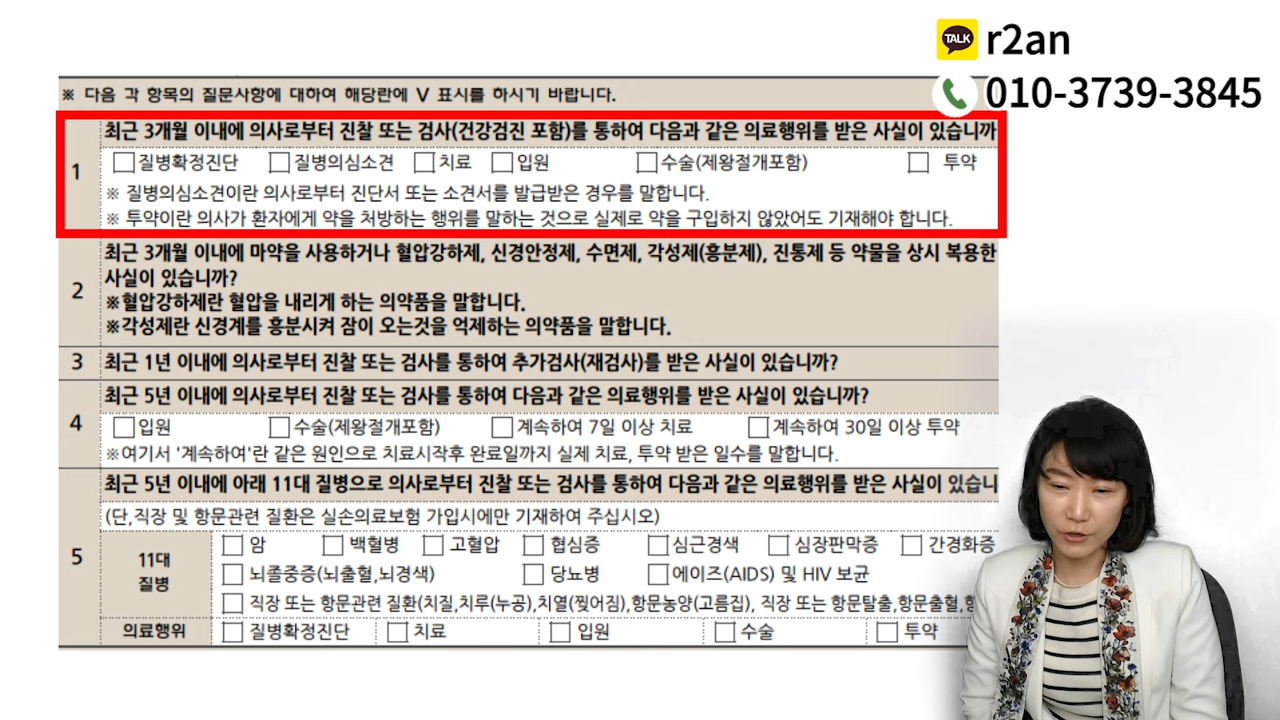 TALK r2an
010-3739-3845
※ 다음 각 항목의 질문사항에 대하여 해당란에 V 표시를 하시기 바랍니다.
1
최근 3개월 이내에 의사로부터 진찰 또는 검사(건강검진 포함)를 통하여 다음과 같은 의료행위를 받은 사실이 있습니까
질병확정진단 질병의심소견 치료 입원 수술(제왕절개포함) 투약
※ 질병의심소견이란 의사로부터 진단서 또는 소견서를 발급받은 경우를 말합니다.
※ 투약이란 의사가 환자에게 약을 처방하는 행위를 말하는 것으로 실제로 약을 구입하지 않았어도 기재해야 합니다.
2
최근 3개월 이내에 마약을 사용하거나 혈압강하제, 신경안정제, 수면제, 각성제(흥분제), 진통제 등 약물을 상시 복용한
사실이 있습니까?
※혈압강하제란 혈압을 내리게 하는 의약품을 말합니다.
※각성제란 신경계를 흥분시켜 잠이 오는것을 억제하는 의약품을 말합니다.
3 최근 1년 이내에 의사로부터 진찰 또는 검사를 통하여 추가검사(재검사)를 받은 사실이 있습니까?
4
최근 5년 이내에 의사로부터 진찰 또는 검사를 통하여 다음과 같은 의료행위를 받은 사실이 있습니까?
입원 수술(제왕절개포함) 계속하여 7일 이상 치료 계속하여 30일 이상 투약
※여기서 '계속하여'란 같은 원인으로 치료시작후 완료일까지 실제 치료, 투약 받은 일수를 말합니다.
5
최근 5년 이내에 아래 11대 질병으로 의사로부터 진찰 또는 검사를 통하여 다음과 같은 의료행위를 받은 사실이 있습니
(단,직장 및 항문관련 질환은 실손의료보험 가입시에만 기재하여 주십시오)
11대
질병
암 백혈병 고혈압 협심증 심근경색 심장판막증 간경화증
뇌졸중증(뇌출혈,뇌경색) 당뇨병 에이즈(AIDS) 및 HIV 보균
직장 또는 항문관련 질환(치질,치루(누공),치열(찢어짐),항문농양(고름집), 직장 또는 항문탈출,항문출혈,
의료행위 질병확정진단 치료 입원 수술 투약